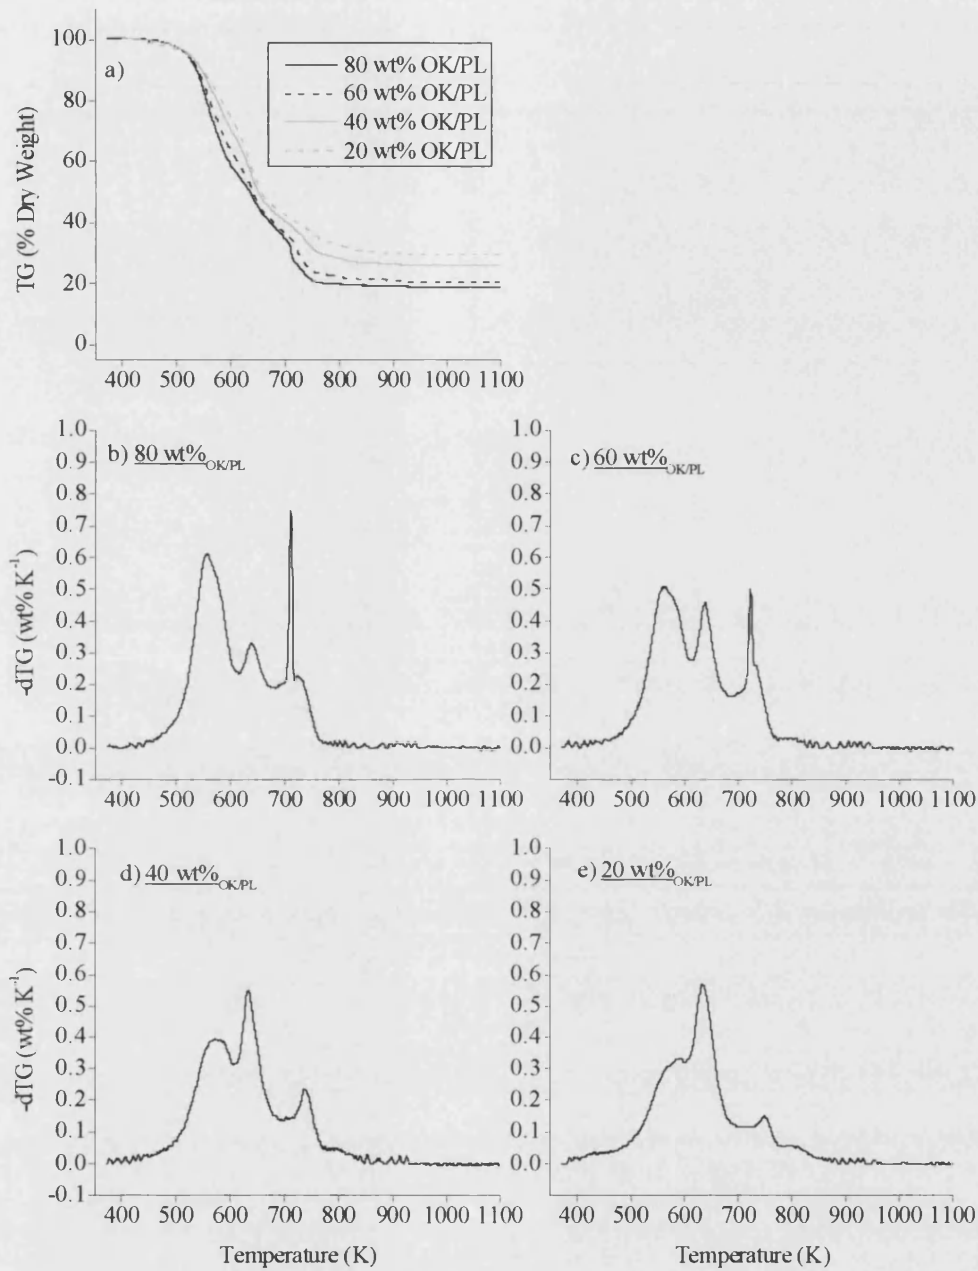 100
80
60
40
20
0
TG (% Dry Weight)
a)
80 wt% OK/PL
60 wt% OK/PL
40 wt% OK/PL
20 wt% OK/PL
400 500 600 700 800 900 1000 1100
1.0
0.9
0.8
0.7
0.6
0.5
0.4
0.3
0.2
0.1
0.0
-0.1
-dTG (wt% K⁻¹)
b) 80 wt% OK/PL
400 500 600 700 800 900 1000 1100
1.0
0.9
0.8
0.7
0.6
0.5
0.4
0.3
0.2
0.1
0.0
c) 60 wt% OK/PL
400 500 600 700 800 900 1000 1100
1.0
0.9
0.8
0.7
0.6
0.5
0.4
0.3
0.2
0.1
0.0
-0.1
-dTG (wt% K⁻¹)
d) 40 wt% OK/PL
400 500 600 700 800 900 1000 1100
Temperature (K)
1.0
0.9
0.8
0.7
0.6
0.5
0.4
0.3
0.2
0.1
0.0
e) 20 wt% OK/PL
400 500 600 700 800 900 1000 1100
Temperature (K)